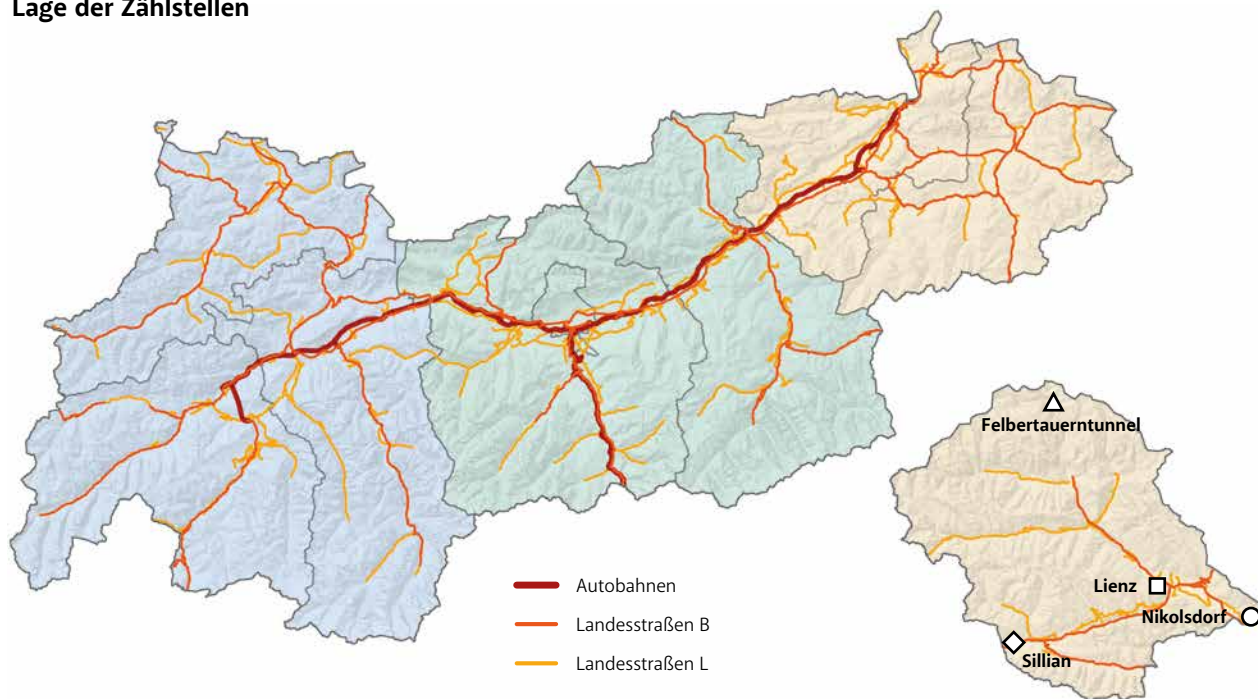 Lage der Zählstellen
Felbertauerntunnel
Lienz
Nikolsdorf
Sillian
Autobahnen
Landesstraßen B
Landesstraßen L